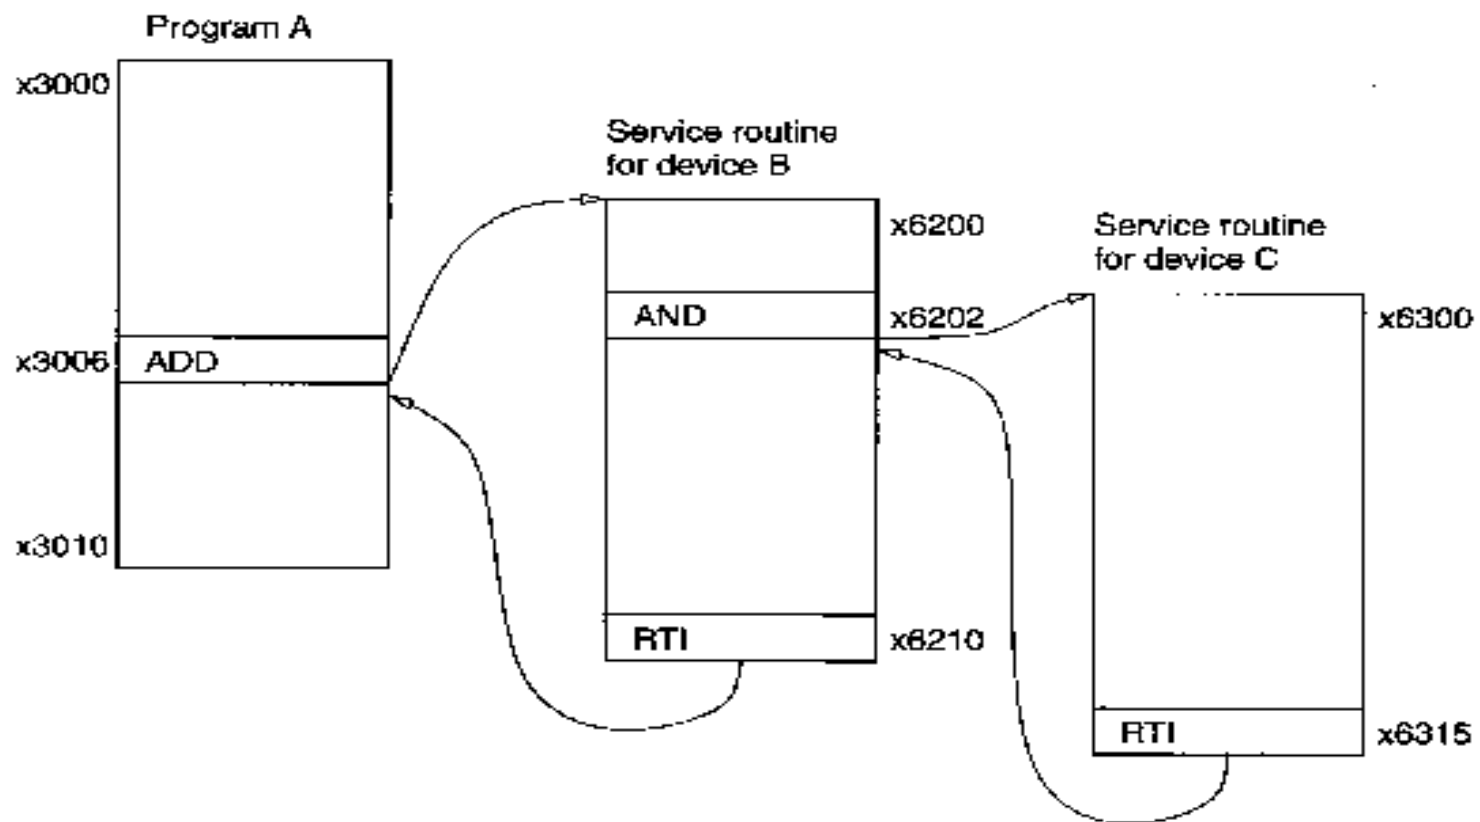 Program A
x3000
x3006
ADD
x3010
Service routine
for device B
x6200
AND
x6202
RTI
x6210
Service routine
for device C
x6300
RTI
x6315